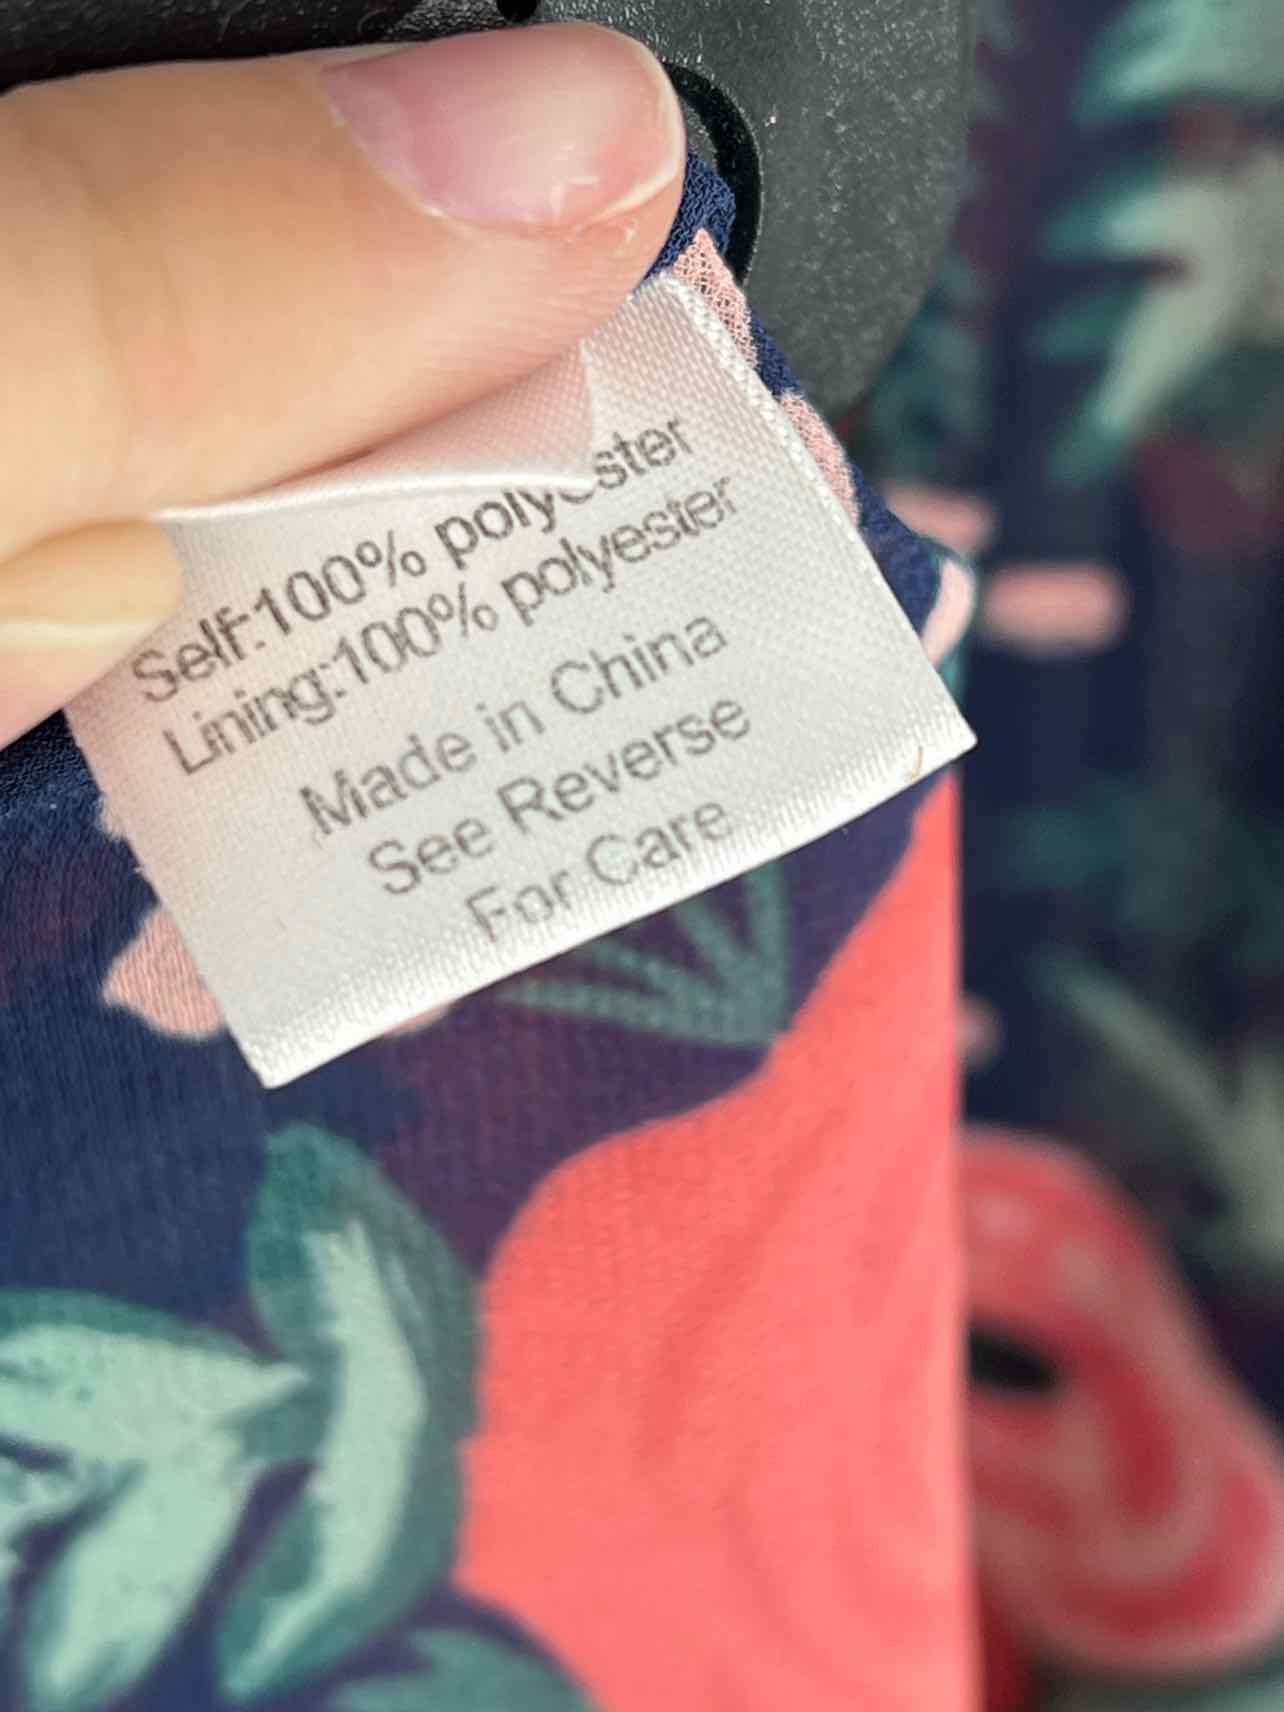 Self:100% polyester
Lining:100% polyester
Made in China
See Reverse
For Care